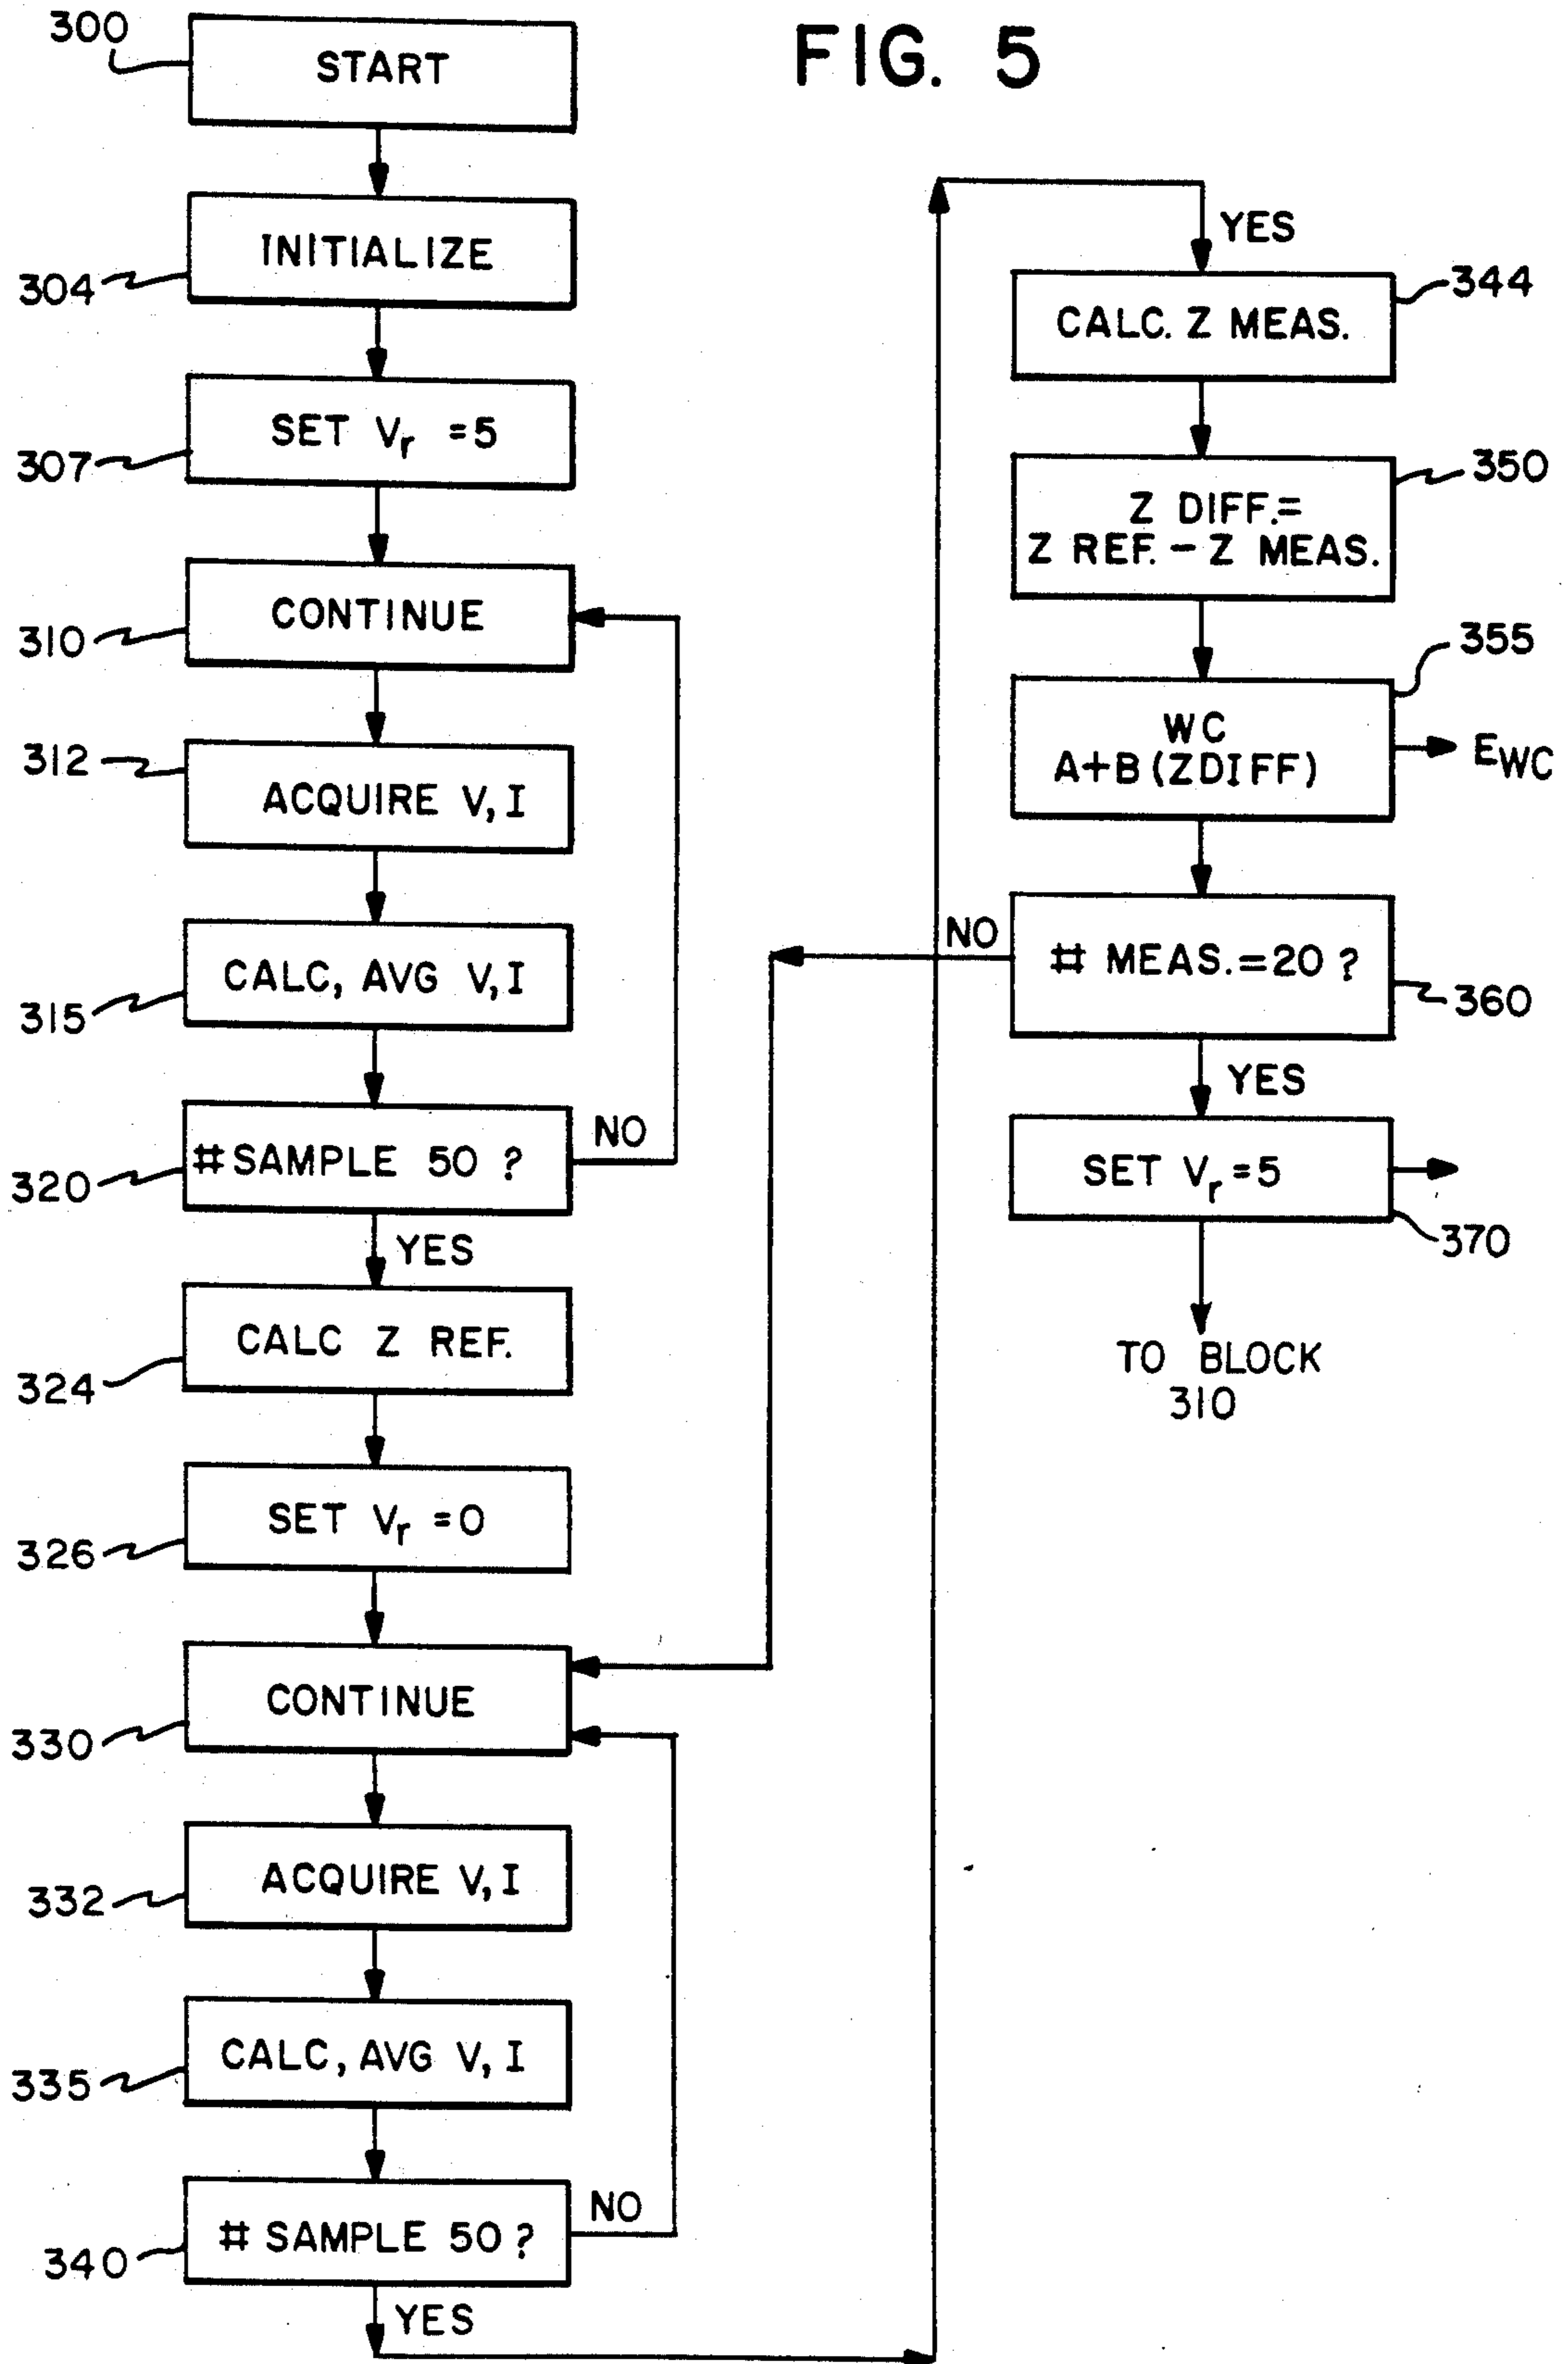 FIG. 5
300
START
INITIALIZE
304
SET Vr =5
307
CONTINUE
310
312
ACQUIRE V, I
CALC, AVG V, I
315
#SAMPLE 50 ?
NO
320
YES
CALC Z REF.
324
SET Vr =0
326
CONTINUE
330
ACQUIRE V, I
332
CALC, AVG V, I
335
# SAMPLE 50 ?
NO
340
YES
YES
344
CALC. Z MEAS.
350
Z DIFF.=
Z REF. – Z MEAS.
355
WC
A+B (ZDIFF)
EWC
NO
# MEAS.=20 ?
360
YES
SET Vr =5
370
TO BLOCK
310